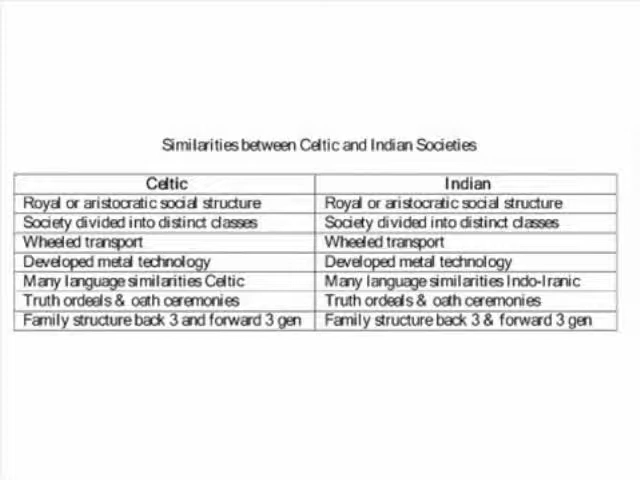 Similarities between Celtic and Indian Societies
Celtic Indian
Royal or aristocratic social structure Royal or aristocratic social structure
Society divided into distinct classes Society divided into distinct classes
Wheeled transport Wheeled transport
Developed metal technology Developed metal technology
Many language similarities Celtic Many language similarities Indo-Iranic
Truth ordeals & oath ceremonies Truth ordeals & oath ceremonies
Family structure back 3 and forward 3 gen Family structure back 3 & forward 3 gen